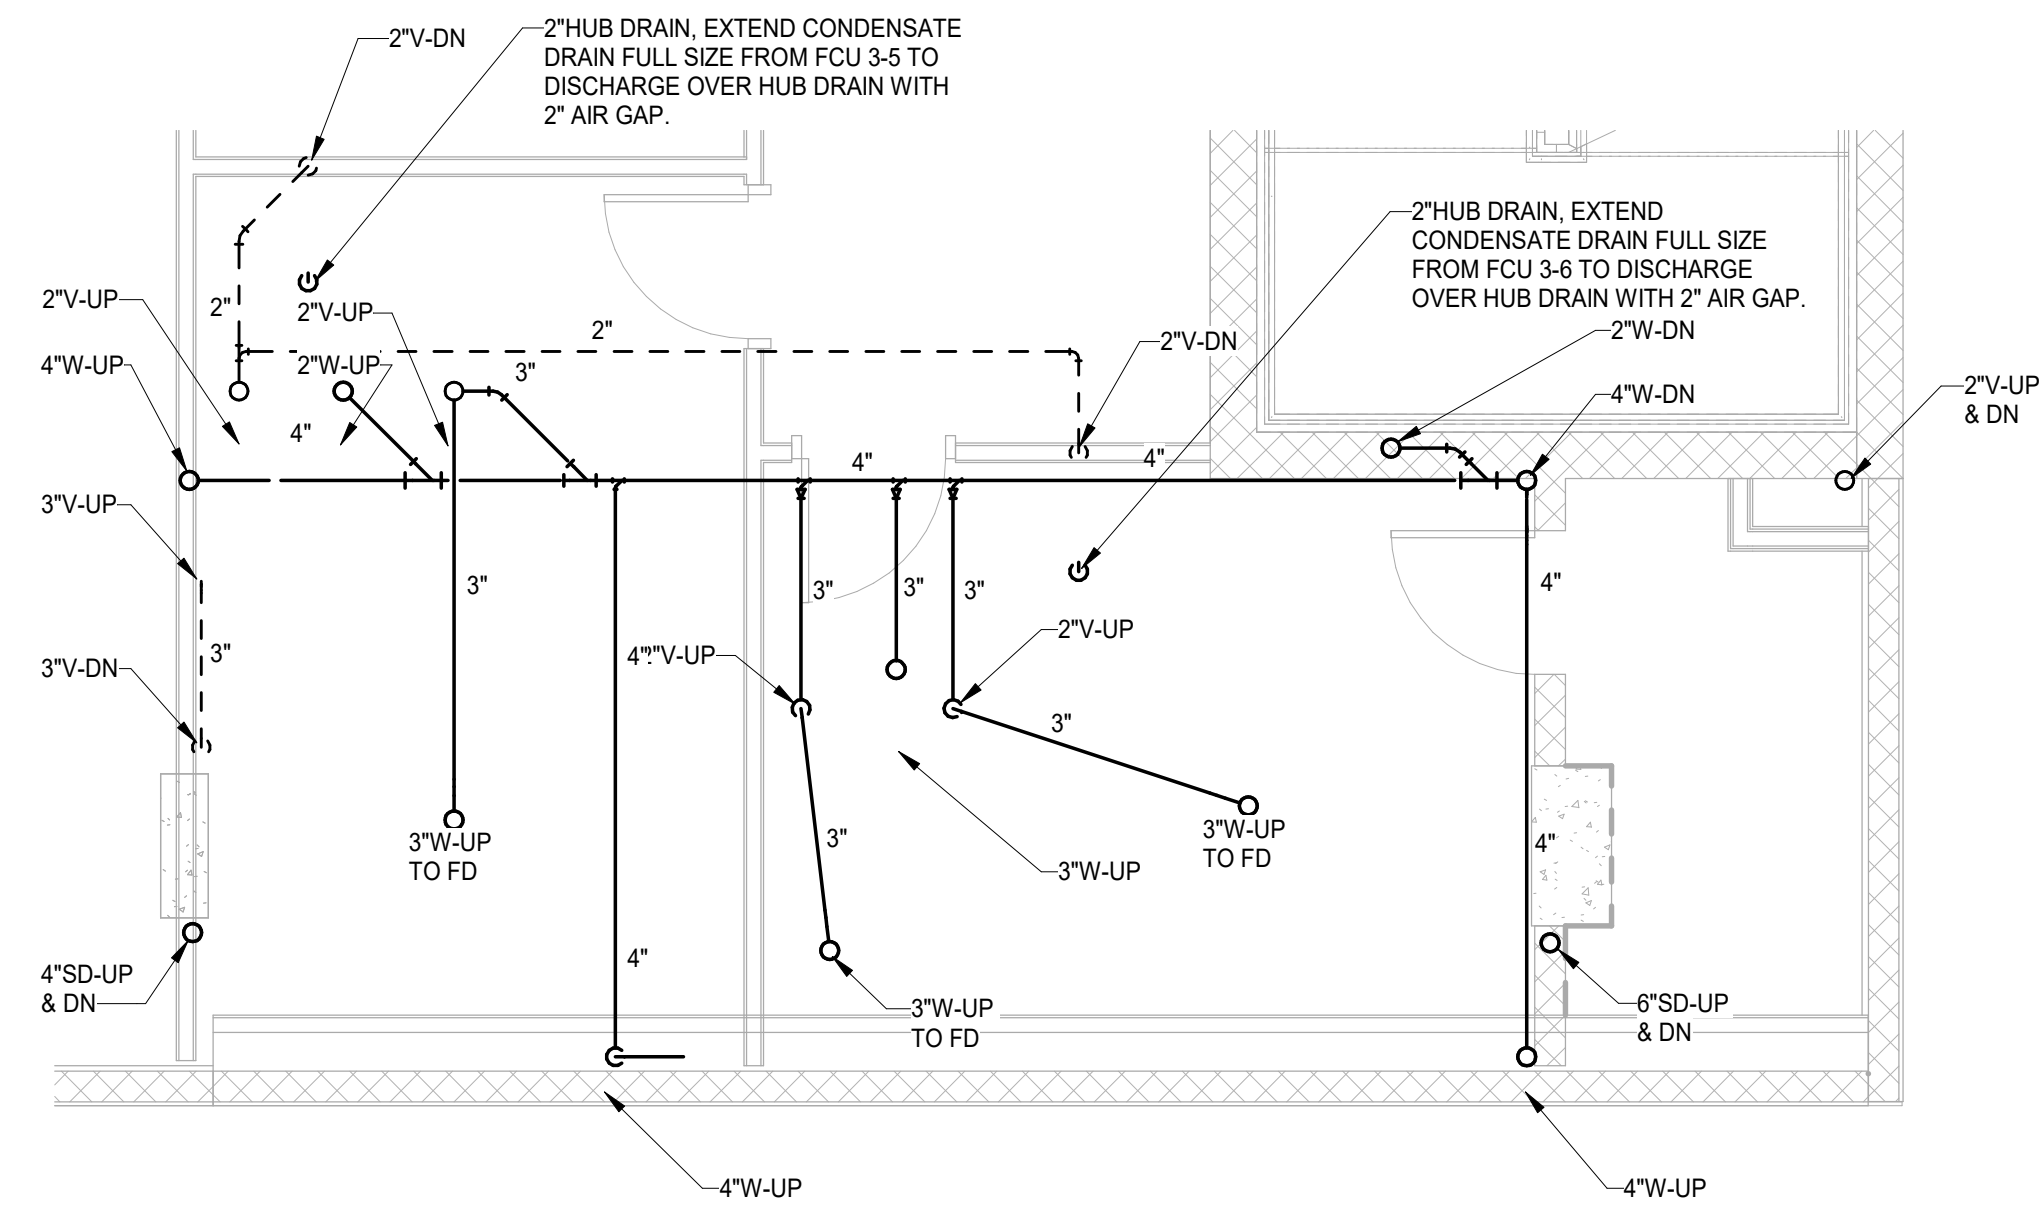 2"V-DN
2"HUB DRAIN, EXTEND CONDENSATE
DRAIN FULL SIZE FROM FCU 3-5 TO
DISCHARGE OVER HUB DRAIN WITH
2" AIR GAP.
2"HUB DRAIN, EXTEND
CONDENSATE DRAIN FULL SIZE
FROM FCU 3-6 TO DISCHARGE
OVER HUB DRAIN WITH 2" AIR GAP.
2"V-UP
2"
2"V-UP
2"
2"V-DN
2"W-DN
4"W-UP
2"W-UP
3"
4"W-DN
2"V-UP
& DN
4"
4"
4"
3"V-UP
3"
3"
3"
3"
4"
3"V-DN
3"
4"
"V-UP
2"V-UP
3"
3"W-UP
TO FD
3"
3"W-UP
TO FD
4"
3"W-UP
4"SD-UP
& DN
4"
3"W-UP
TO FD
6"SD-UP
& DN
4"W-UP
4"W-UP